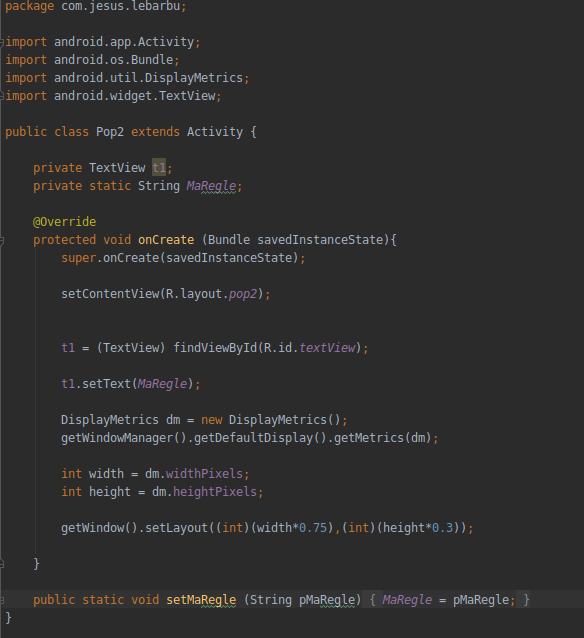 package com.jesus.lebarbu;
import android.app.Activity;
import android.os.Bundle;
import android.util.DisplayMetrics;
import android.widget.TextView;
public class Pop2 extends Activity {
private TextView t1;
private static String MaRegle;
@Override
protected void onCreate (Bundle savedInstanceState){
super.onCreate(savedInstanceState);
setContentView(R.layout.pop2);
t1 = (TextView) findViewById(R.id.textView);
t1.setText(MaRegle);
DisplayMetrics dm = new DisplayMetrics();
getWindowManager().getDefaultDisplay().getMetrics(dm);
int width = dm.widthPixels;
int height = dm.heightPixels;
getWindow().setLayout((int)(width*0.75),(int)(height*0.3));
}
public static void setMaRegle (String pMaRegle) { MaRegle = pMaRegle; }
}